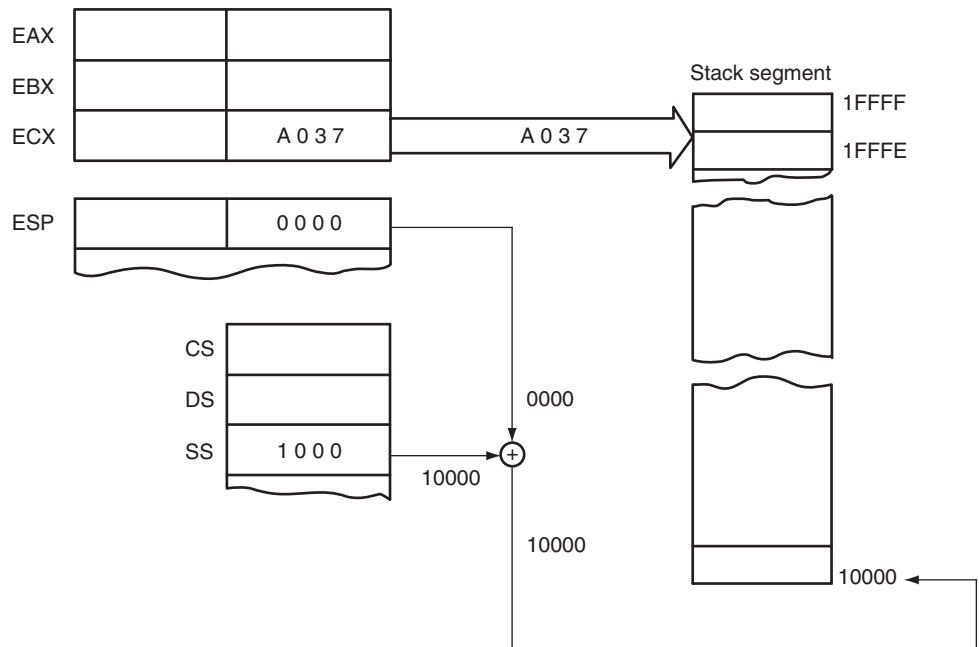 EAX
EBX
ECX
A 0 3 7
A 0 3 7
Stack segment
1FFFF
1FFFE
ESP
0 0 0 0
CS
DS
SS
1 0 0 0
10000
0000
+
10000
10000